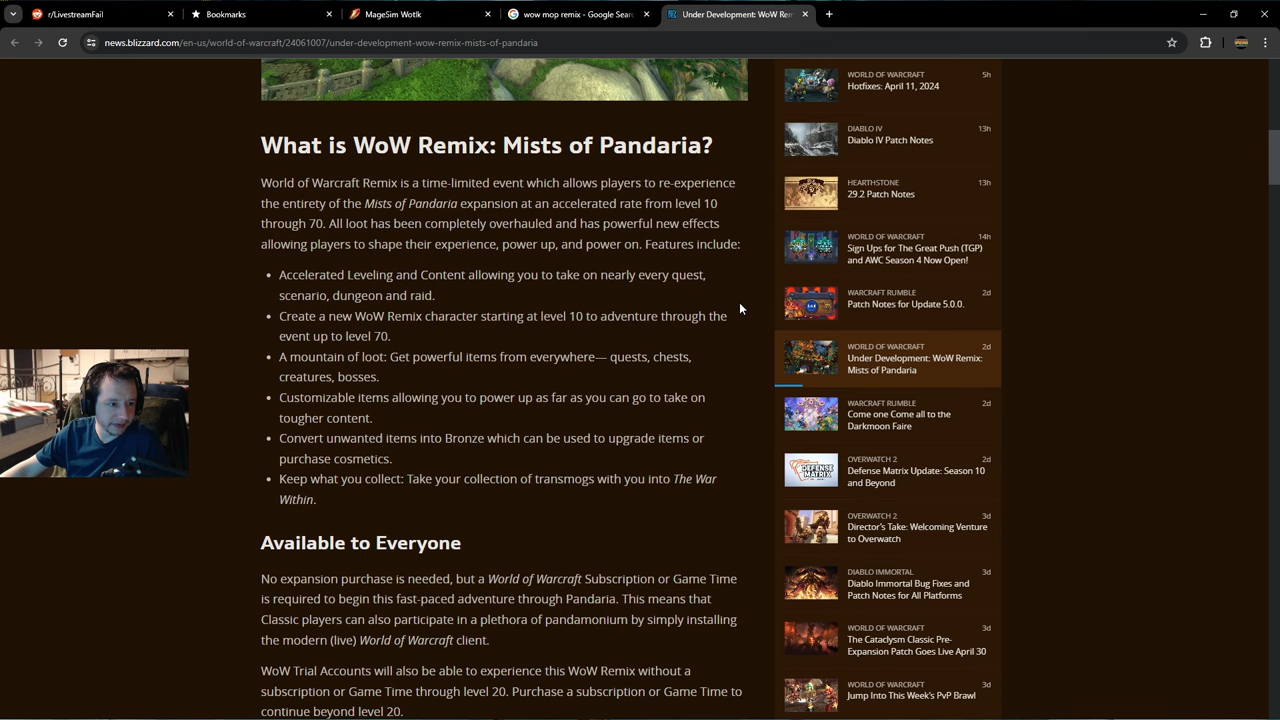 r/LivestreamFail
Bookmarks
MageSim Wotlk
wow mop remix - Google Sear
Under Development: WoW Rem
news.blizzard.com/en-us/world-of-warcraft/24061007/under-development-wow-remix-mists-of-pandaria
What is WoW Remix: Mists of Pandaria?
World of Warcraft Remix is a time-limited event which allows players to re-experience
the entirety of the Mists of Pandaria expansion at an accelerated rate from level 10
through 70. All loot has been completely overhauled and has powerful new effects
allowing players to shape their experience, power up, and power on. Features include:
• Accelerated Leveling and Content allowing you to take on nearly every quest,
scenario, dungeon and raid.
• Create a new WoW Remix character starting at level 10 to adventure through the
event up to level 70.
• A mountain of loot: Get powerful items from everywhere— quests, chests,
creatures, bosses.
• Customizable items allowing you to power up as far as you can go to take on
tougher content.
• Convert unwanted items into Bronze which can be used to upgrade items or
purchase cosmetics.
• Keep what you collect: Take your collection of transmogs with you into The War
Within.
Available to Everyone
No expansion purchase is needed, but a World of Warcraft Subscription or Game Time
is required to begin this fast-paced adventure through Pandaria. This means that
Classic players can also participate in a plethora of pandamonium by simply installing
the modern (live) World of Warcraft client.
WoW Trial Accounts will also be able to experience this WoW Remix without a
subscription or Game Time through level 20. Purchase a subscription or Game Time to
continue beyond level 20.
WORLD OF WARCRAFT 5h
Hotfixes: April 11, 2024
DIABLO IV 13h
Diablo IV Patch Notes
HEARTHSTONE 13h
29.2 Patch Notes
WORLD OF WARCRAFT 14h
Sign Ups for The Great Push (TGP)
and AWC Season 4 Now Open!
WARCRAFT RUMBLE 2d
Patch Notes for Update 5.0.0.
WORLD OF WARCRAFT 2d
Under Development: WoW Remix:
Mists of Pandaria
WARCRAFT RUMBLE 2d
Come one Come all to the
Darkmoon Faire
OVERWATCH 2 2d
Defense Matrix Update: Season 10
and Beyond
OVERWATCH 2 3d
Director's Take: Welcoming Venture
to Overwatch
DIABLO IMMORTAL 3d
Diablo Immortal Bug Fixes and
Patch Notes for All Platforms
WORLD OF WARCRAFT 3d
The Cataclysm Classic Pre-
Expansion Patch Goes Live April 30
WORLD OF WARCRAFT 3d
Jump Into This Week's PvP Brawl